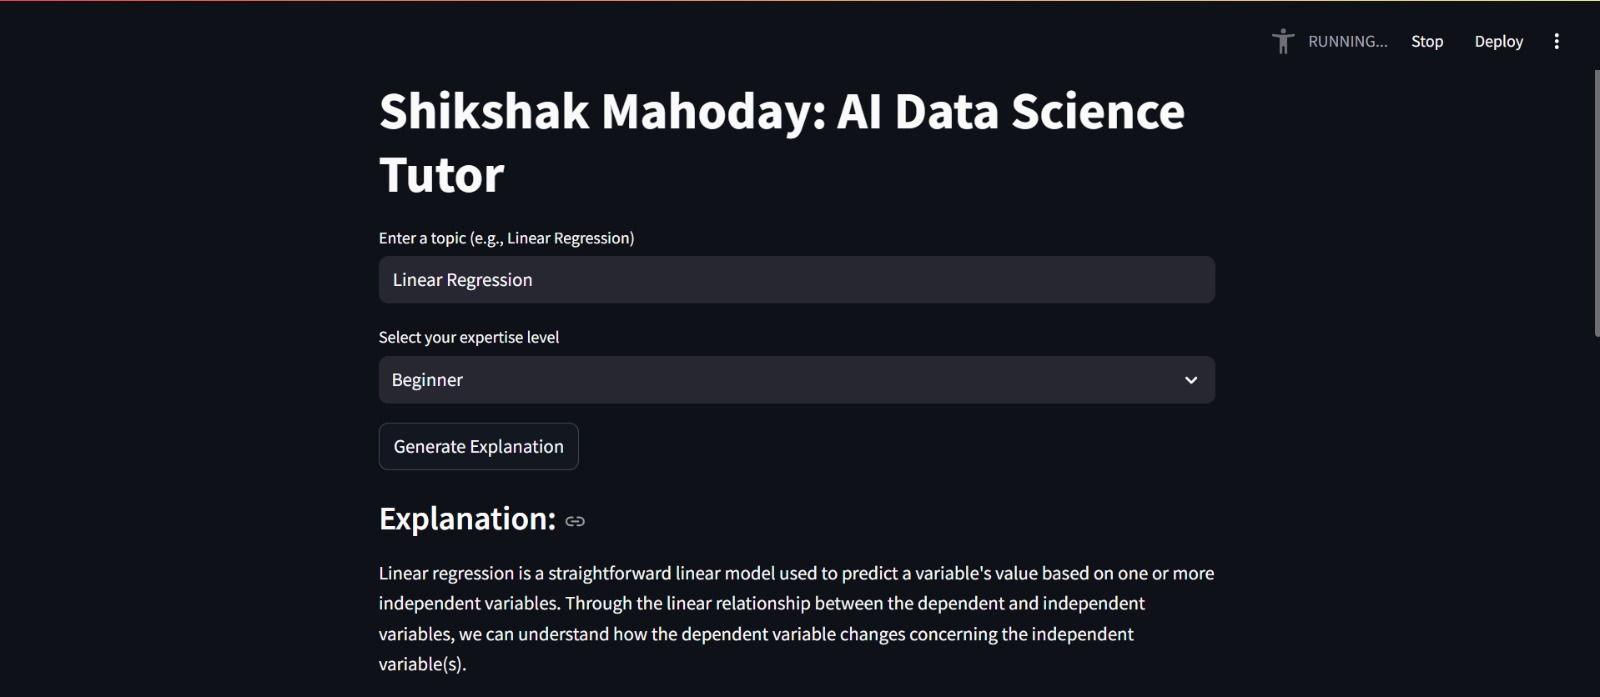 RUNNING...
Stop
Deploy
Shikshak Mahoday: AI Data Science
Tutor
Enter a topic (e.g., Linear Regression)
Linear Regression
Select your expertise level
Beginner
Generate Explanation
Explanation:
Linear regression is a straightforward linear model used to predict a variable's value based on one or more
independent variables. Through the linear relationship between the dependent and independent
variables, we can understand how the dependent variable changes concerning the independent
variable(s).